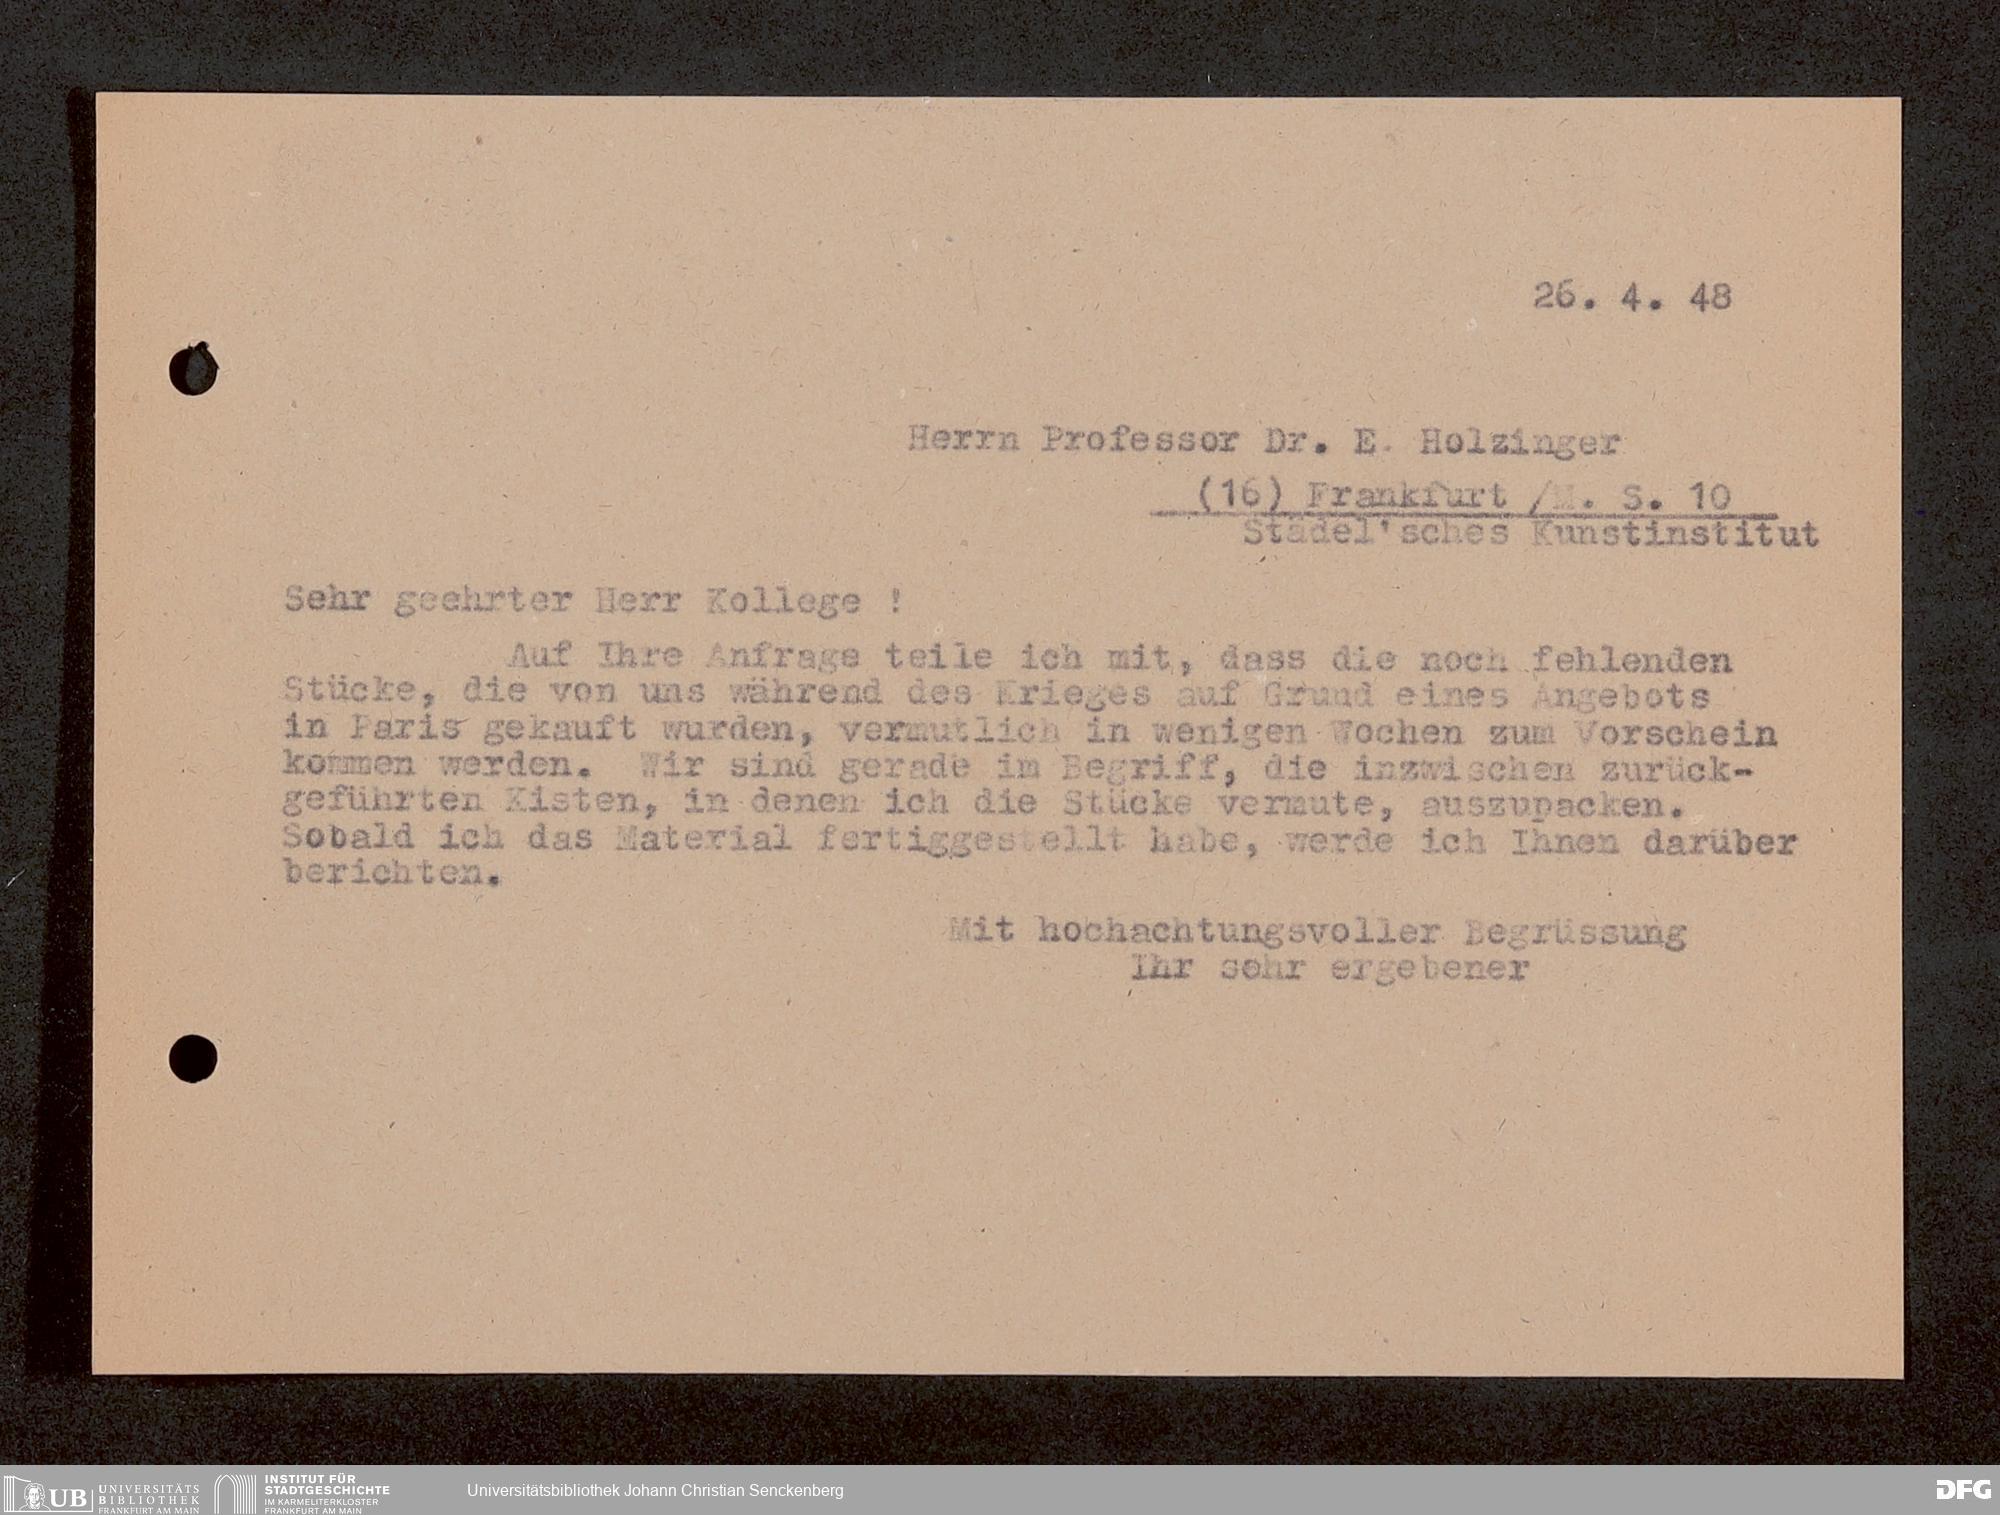 26. 4. 48
Herrn Professor Dr. E. Holzinger
(16) Frankfurt /M. S. 10
Städel'sches Kunstinstitut
Sehr geehrter Herr Kollege !
Auf Ihre Anfrage teile ich mit, dass die noch fehlenden
Stücke, die von uns während des Krieges auf Grund eines Angebots
in Paris gekauft wurden, vermutlich in wenigen Wochen zum Vorschein
kommen werden. Wir sind gerade im Begriff, die inzwischen zurück-
geführten Kisten, in denen ich die Stücke vermute, auszupacken.
Sobald ich das Material fertiggestellt habe, werde ich Ihnen darüber
berichten.
Mit hochachtungsvoller Begrüssung
Ihr sehr ergebener
UB UNIVERSITÄTS
BIBLIOTHEK
FRANKFURT AM MAIN
INSTITUT FÜR
STADTGESCHICHTE
IM KARMELITERKLOSTER
FRANKFURT AM MAIN
Universitätsbibliothek Johann Christian Senckenberg
DFG